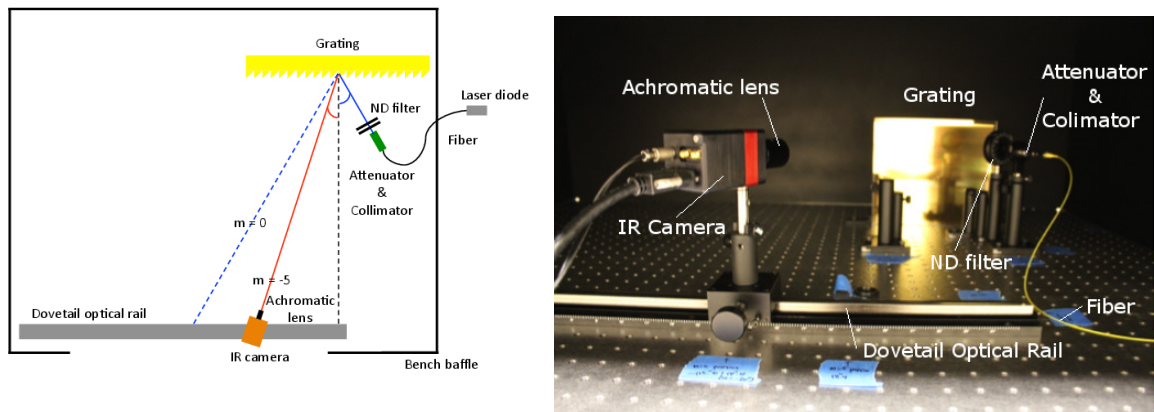 Grating
Laser diode
ND filter
Fiber
Attenuator
&
Collimator
m = 0
m = -5
Achromatic
lens
Dovetail optical rail
IR camera
Bench baffle
Achromatic lens
Grating
Attenuator
&
Colimator
IR Camera
ND filter
Fiber
Dovetail Optical Rail